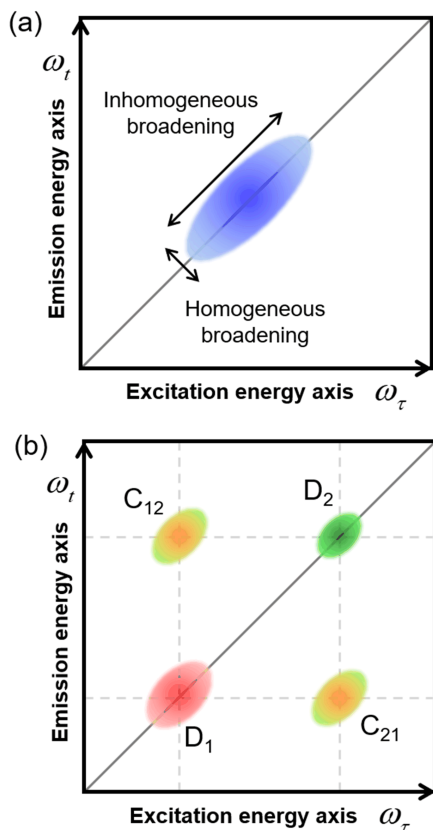 (a)
ω_t
Emission energy axis
Inhomogeneous
broadening
Homogeneous
broadening
Excitation energy axis ω_τ
(b)
ω_t
Emission energy axis
C₁₂
D₂
D₁
C₂₁
Excitation energy axis ω_τ